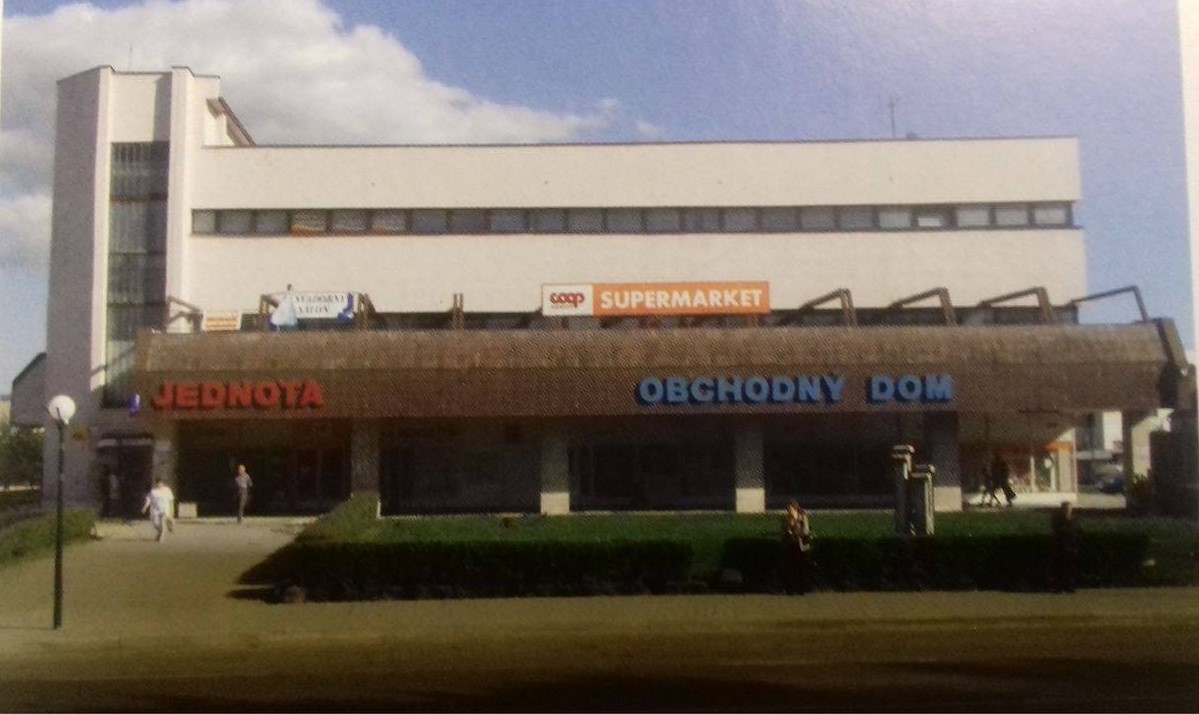 coop
SUPERMARKET
JEDNOTA
OBCHODNÝ DOM